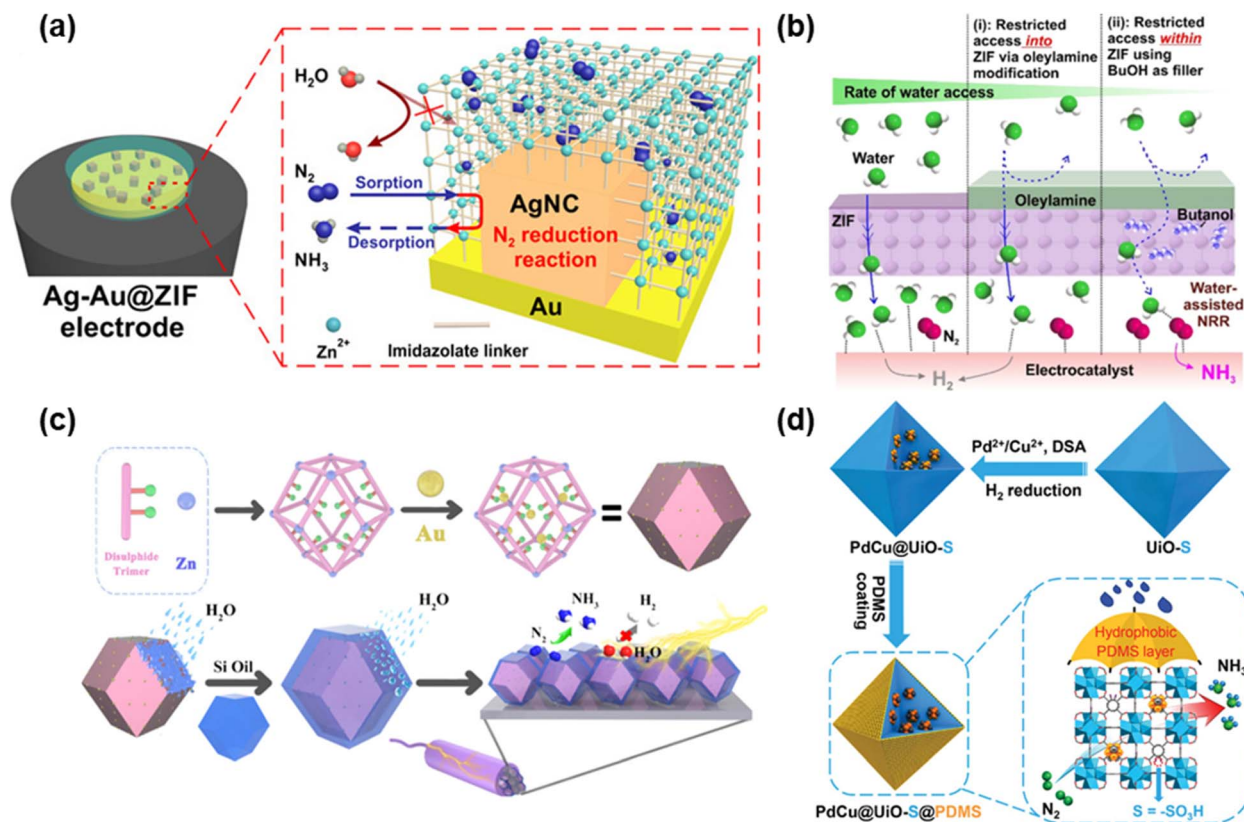 (a)
H₂O
N₂
Sorption
Desorption
NH₃
AgNC
N₂ reduction
reaction
Au
Ag-Au@ZIF
electrode
Zn²⁺
Imidazolate linker
(b)
(i): Restricted
access into
ZIF via oleylamine
modification
(ii): Restricted
access within
ZIF using
BuOH as filler
Rate of water access
Water
ZIF
Oleylamine
Butanol
Water-
assisted
NRR
N₂
H₂
Electrocatalyst
NH₃
(c)
Disulphide
Trimer
Zn
Au
=
H₂O
Si Oil
H₂O
N₂
NH₃
H₂
H₂O
(d)
Pd²⁺/Cu²⁺, DSA
H₂ reduction
PdCu@UiO-S
UiO-S
PDMS
coating
PdCu@UiO-S@PDMS
Hydrophobic
PDMS layer
NH₃
N₂
S = -SO₃H